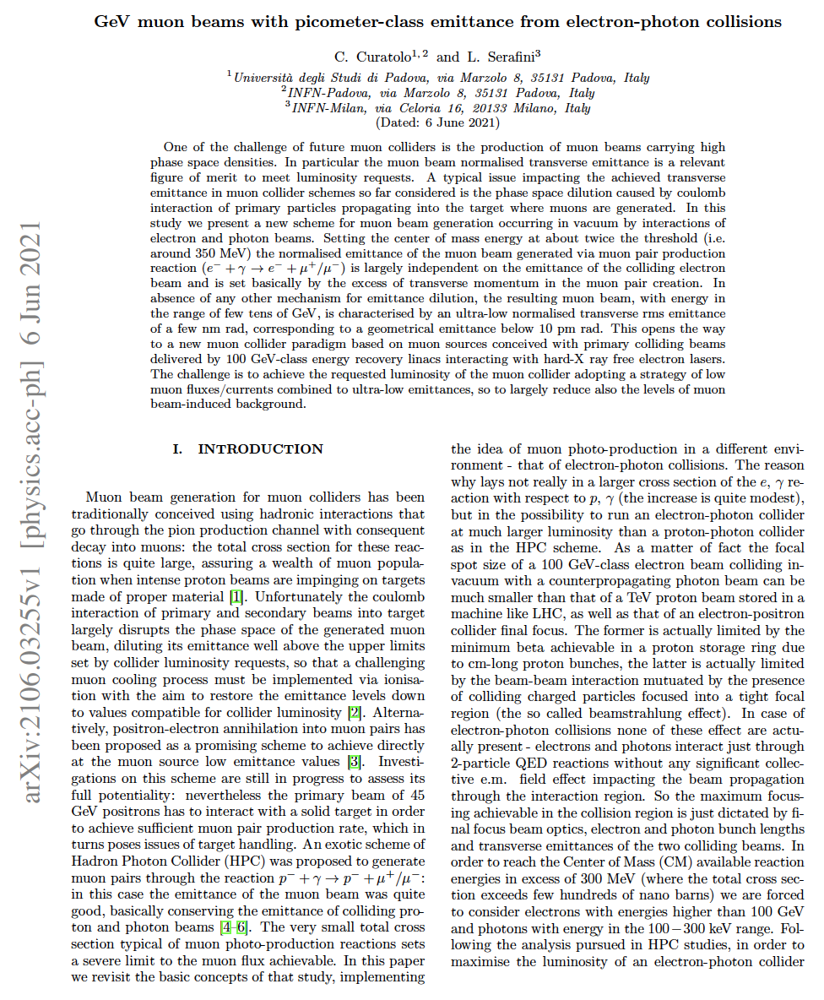 GeV muon beams with picometer-class emittance from electron-photon collisions
C. Curatolo1,2 and L. Serafini3
1Università degli Studi di Padova, via Marzolo 8, 35131 Padova, Italy
2INFN-Padova, via Marzolo 8, 35131 Padova, Italy
3INFN-Milan, via Celoria 16, 20133 Milano, Italy
(Dated: 6 June 2021)
One of the challenge of future muon colliders is the production of muon beams carrying high
phase space densities. In particular the muon beam normalised transverse emittance is a relevant
figure of merit to meet luminosity requests. A typical issue impacting the achieved transverse
emittance in muon collider schemes so far considered is the phase space dilution caused by coulomb
interaction of primary particles propagating into the target where muons are generated. In this
study we present a new scheme for muon beam generation occurring in vacuum by interactions of
electron and photon beams. Setting the center of mass energy at about twice the threshold (i.e.
around 350 MeV) the normalised emittance of the muon beam generated via muon pair production
reaction (e− + γ → e− + μ+/μ−) is largely independent on the emittance of the colliding electron
beam and is set basically by the excess of transverse momentum in the muon pair creation. In
absence of any other mechanism for emittance dilution, the resulting muon beam, with energy in
the range of few tens of GeV, is characterised by an ultra-low normalised transverse rms emittance
of a few nm rad, corresponding to a geometrical emittance below 10 pm rad. This opens the way
to a new muon collider paradigm based on muon sources conceived with primary colliding beams
delivered by 100 GeV-class energy recovery linacs interacting with hard-X ray free electron lasers.
The challenge is to achieve the requested luminosity of the muon collider adopting a strategy of low
muon fluxes/currents combined to ultra-low emittances, so to largely reduce also the levels of muon
beam-induced background.
arXiv:2106.03255v1 [physics.acc-ph] 6 Jun 2021
I. INTRODUCTION
Muon beam generation for muon colliders has been
traditionally conceived using hadronic interactions that
go through the pion production channel with consequent
decay into muons: the total cross section for these reac-
tions is quite large, assuring a wealth of muon popula-
tion when intense proton beams are impinging on targets
made of proper material [1]. Unfortunately the coulomb
interaction of primary and secondary beams into target
largely disrupts the phase space of the generated muon
beam, diluting its emittance well above the upper limits
set by collider luminosity requests, so that a challenging
muon cooling process must be implemented via ionisa-
tion with the aim to restore the emittance levels down
to values compatible for collider luminosity [2]. Alterna-
tively, positron-electron annihilation into muon pairs has
been proposed as a promising scheme to achieve directly
at the muon source low emittance values [3]. Investi-
gations on this scheme are still in progress to assess its
full potentiality: nevertheless the primary beam of 45
GeV positrons has to interact with a solid target in order
to achieve sufficient muon pair production rate, which in
turns poses issues of target handling. An exotic scheme of
Hadron Photon Collider (HPC) was proposed to generate
muon pairs through the reaction p− + γ → p− + μ+/μ−:
in this case the emittance of the muon beam was quite
good, basically conserving the emittance of colliding pro-
ton and photon beams [4–6]. The very small total cross
section typical of muon photo-production reactions sets
a severe limit to the muon flux achievable. In this paper
we revisit the basic concepts of that study, implementing
the idea of muon photo-production in a different envi-
ronment - that of electron-photon collisions. The reason
why lays not really in a larger cross section of the e, γ re-
action with respect to p, γ (the increase is quite modest),
but in the possibility to run an electron-photon collider
at much larger luminosity than a proton-photon collider
as in the HPC scheme. As a matter of fact the focal
spot size of a 100 GeV-class electron beam colliding in-
vacuum with a counterpropagating photon beam can be
much smaller than that of a TeV proton beam stored in a
machine like LHC, as well as that of an electron-positron
collider final focus. The former is actually limited by the
minimum beta achievable in a proton storage ring due
to cm-long proton bunches, the latter is actually limited
by the beam-beam interaction mutuated by the presence
of colliding charged particles focused into a tight focal
region (the so called beamstrahlung effect). In case of
electron-photon collisions none of these effect are actu-
ally present - electrons and photons interact just through
2-particle QED reactions without any significant collec-
tive e.m. field effect impacting the beam propagation
through the interaction region. So the maximum focus-
ing achievable in the collision region is just dictated by fi-
nal focus beam optics, electron and photon bunch lengths
and transverse emittances of the two colliding beams. In
order to reach the Center of Mass (CM) available reaction
energies in excess of 300 MeV (where the total cross sec-
tion exceeds few hundreds of nano barns) we are forced
to consider electrons with energies higher than 100 GeV
and photons with energy in the 100 − 300 keV range. Fol-
lowing the analysis pursued in HPC studies, in order to
maximise the luminosity of an electron-photon collider